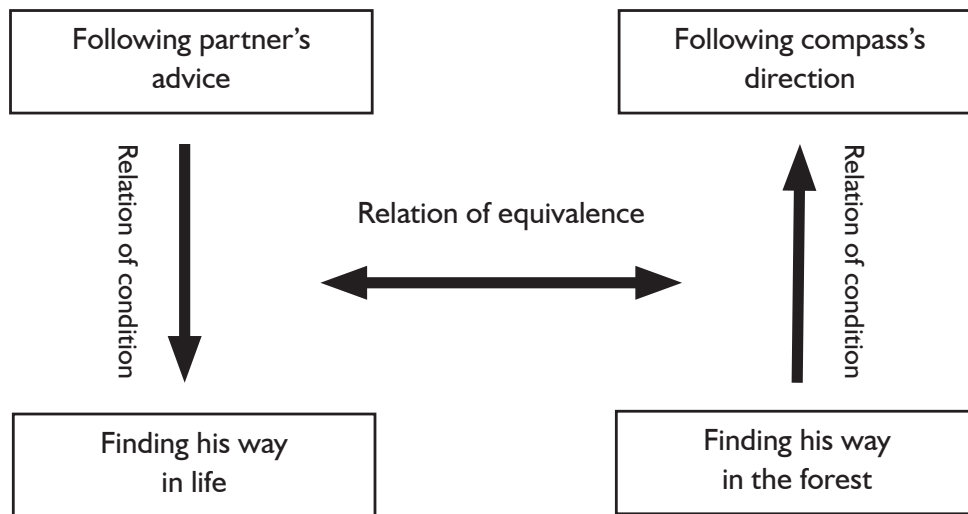 Following partner's
advice
Following compass's
direction
Relation of condition
Relation of equivalence
Relation of condition
Finding his way
in life
Finding his way
in the forest